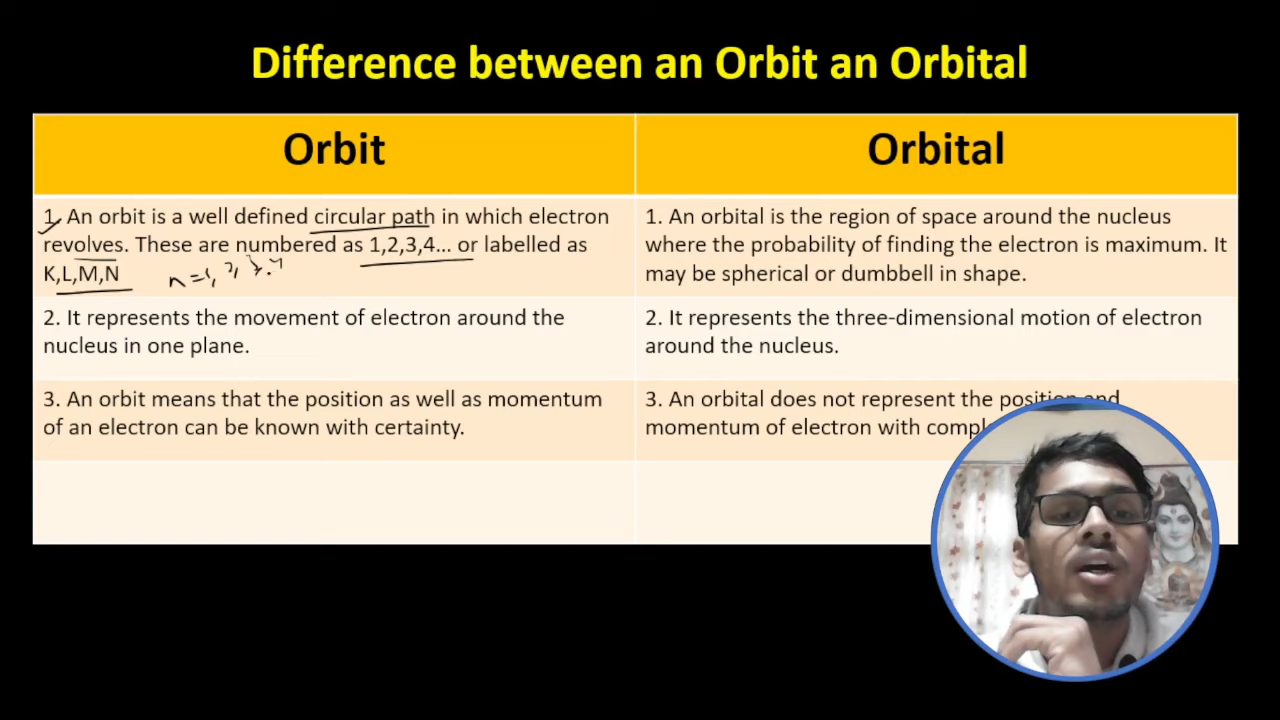 Difference between an Orbit an Orbital
Orbit
Orbital
1. An orbit is a well defined circular path in which electron
revolves. These are numbered as 1,2,3,4... or labelled as
K,L,M,N
n=1, 2, 3.4
2. It represents the movement of electron around the
nucleus in one plane.
3. An orbit means that the position as well as momentum
of an electron can be known with certainty.
1. An orbital is the region of space around the nucleus
where the probability of finding the electron is maximum. It
may be spherical or dumbbell in shape.
2. It represents the three-dimensional motion of electron
around the nucleus.
3. An orbital does not represent the position and
momentum of electron with